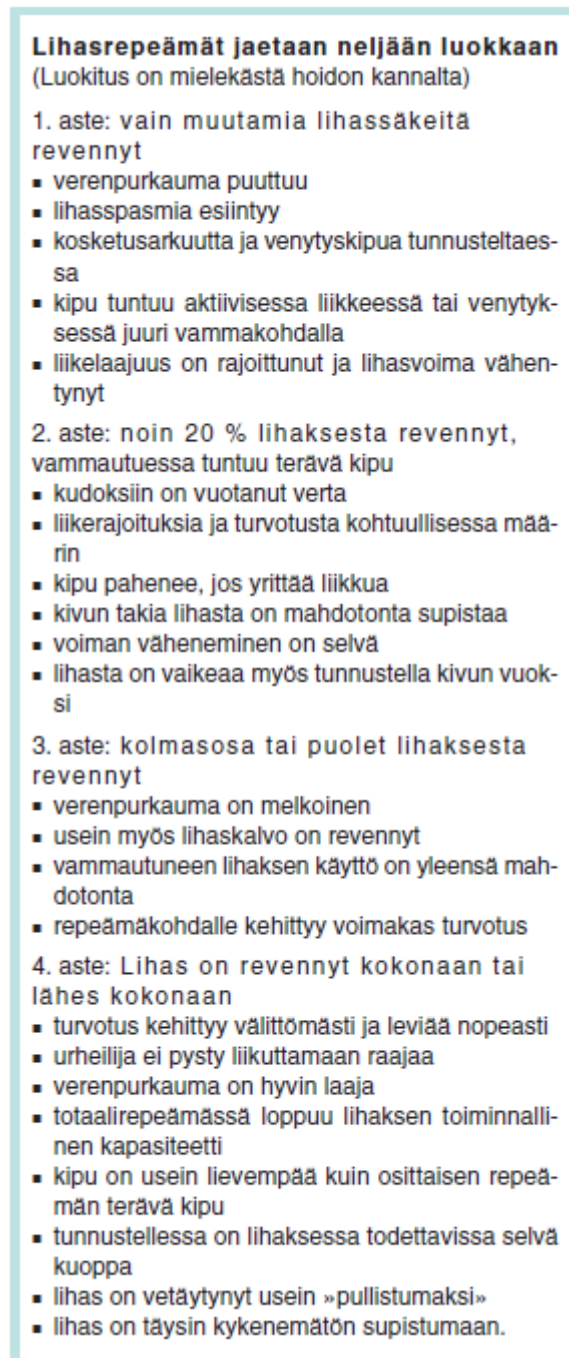 Lihasrepeämät jaetaan neljään luokkaan
(Luokitus on mielekästä hoidon kannalta)
1. aste: vain muutamia lihassäkeitä
revennyt
▪ verenpurkauma puuttuu
▪ lihasspasmia esiintyy
▪ kosketusarkuutta ja venytyskipua tunnusteltaes-
sa
▪ kipu tuntuu aktiivisessa liikkeessä tai venytyk-
sessä juuri vammakohdalla
▪ liikelaajuus on rajoittunut ja lihasvoima vähen-
tynyt
2. aste: noin 20 % lihaksesta revennyt,
vammautuessa tuntuu terävä kipu
▪ kudoksiin on vuotanut verta
▪ liikerajoituksia ja turvotusta kohtuullisessa mää-
rin
▪ kipu pahenee, jos yrittää liikkua
▪ kivun takia lihasta on mahdotonta supistaa
▪ voiman väheneminen on selvä
▪ lihasta on vaikeaa myös tunnustella kivun vuok-
si
3. aste: kolmasosa tai puolet lihaksesta
revennyt
▪ verenpurkauma on melkoinen
▪ usein myös lihaskalvo on revennyt
▪ vammautuneen lihaksen käyttö on yleensä mah-
dotonta
▪ repeämäkohdalle kehittyy voimakas turvotus
4. aste: Lihas on revennyt kokonaan tai
lähes kokonaan
▪ turvotus kehittyy välittömästi ja leviää nopeasti
▪ urheilija ei pysty liikuttamaan raajaa
▪ verenpurkauma on hyvin laaja
▪ totaalirepeämässä loppuu lihaksen toiminnalli-
nen kapasiteetti
▪ kipu on usein lievempää kuin osittaisen repeä-
män terävä kipu
▪ tunnustellessa on lihaksessa todettavissa selvä
kuoppa
▪ lihas on vetäytynyt usein »pullistumaksi»
▪ lihas on täysin kykenemätön supistumaan.